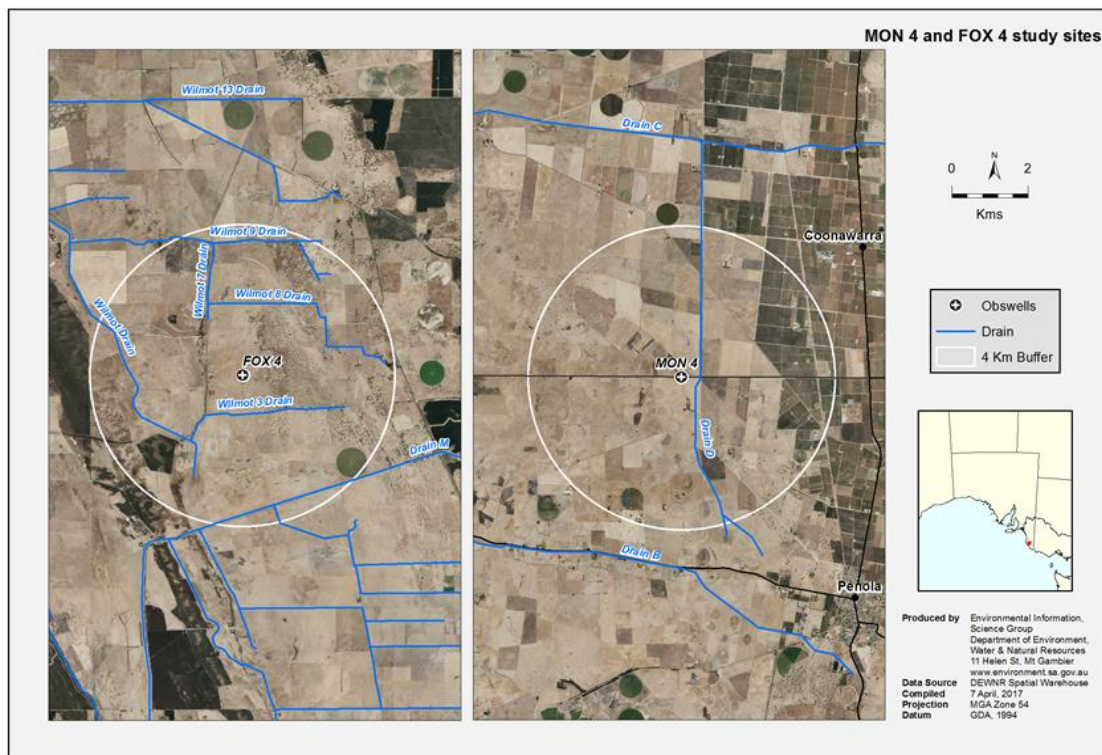 MON 4 and FOX 4 study sites
Wilmot 13 Drain
Wilmot 9 Drain
Wilmot 7 Drain
Wilmot 8 Drain
Wilmot Drain
FOX 4
Wilmot 3 Drain
Drain M
Drain C
Coonawarra
MON 4
Drain D
Drain B
Penola
N
0 2
Kms
Obswells
Drain
4 Km Buffer
Produced by Environmental Information,
Science Group
Department of Environment,
Water & Natural Resources
11 Helen St, Mt Gambier
www.environment.sa.gov.au
Data Source DEWNR Spatial Warehouse
Compiled 7 April, 2017
Projection MGA Zone 54
Datum GDA, 1994